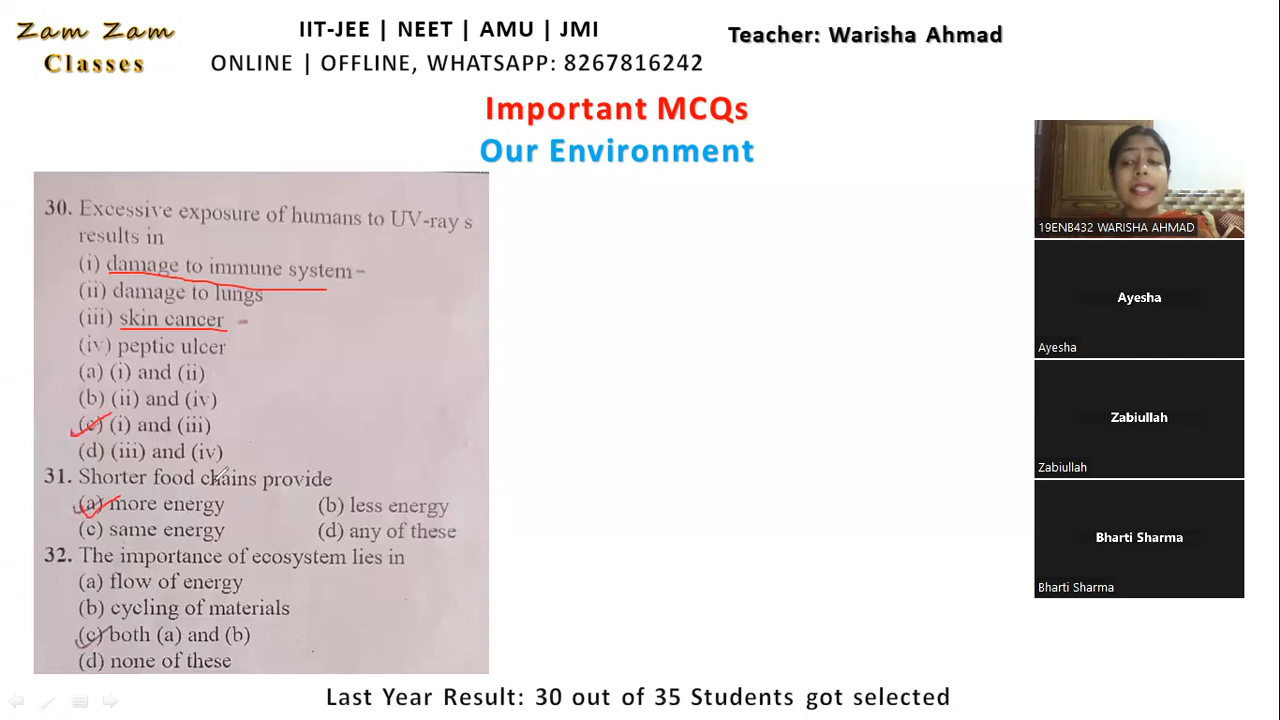 Zam Zam
Classes
IIT-JEE | NEET | AMU | JMI
ONLINE | OFFLINE, WHATSAPP: 8267816242
Teacher: Warisha Ahmad
Important MCQs
Our Environment
30. Excessive exposure of humans to UV-ray s
results in
(i) damage to immune system
(ii) damage to lungs
(iii) skin cancer
(iv) peptic ulcer
(a) (i) and (ii)
(b) (ii) and (iv)
(c) (i) and (iii)
(d) (iii) and (iv)
31. Shorter food chains provide
(a) more energy (b) less energy
(c) same energy (d) any of these
32. The importance of ecosystem lies in
(a) flow of energy
(b) cycling of materials
(c) both (a) and (b)
(d) none of these
19ENB432 WARISHA AHMAD
Ayesha
Ayesha
Zabiullah
Zabiullah
Bharti Sharma
Bharti Sharma
Last Year Result: 30 out of 35 Students got selected